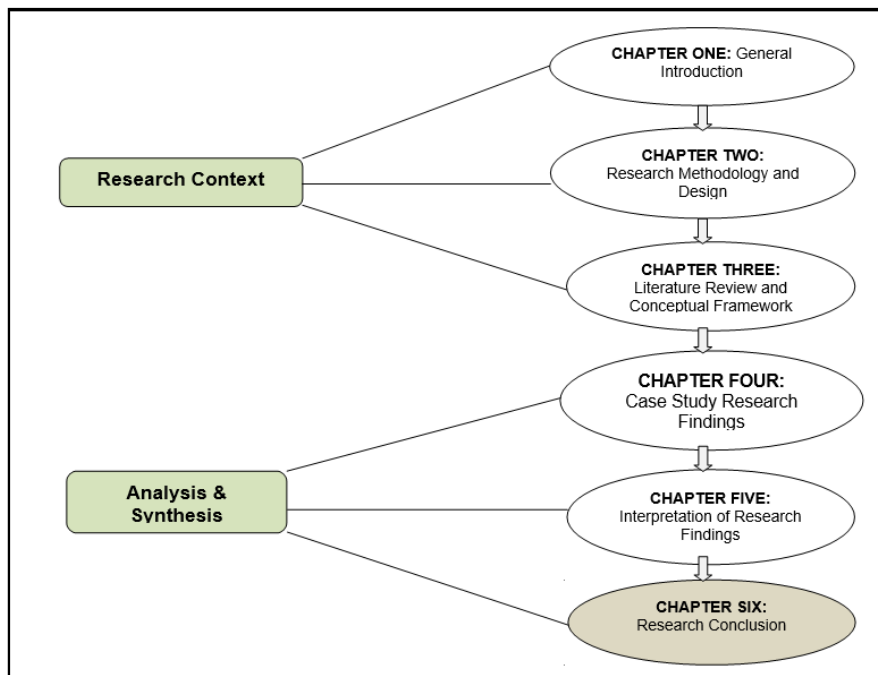 CHAPTER ONE: General
Introduction
CHAPTER TWO:
Research Methodology and
Design
Research Context
CHAPTER THREE:
Literature Review and
Conceptual Framework
CHAPTER FOUR:
Case Study Research
Findings
Analysis &
Synthesis
CHAPTER FIVE:
Interpretation of Research
Findings
CHAPTER SIX:
Research Conclusion